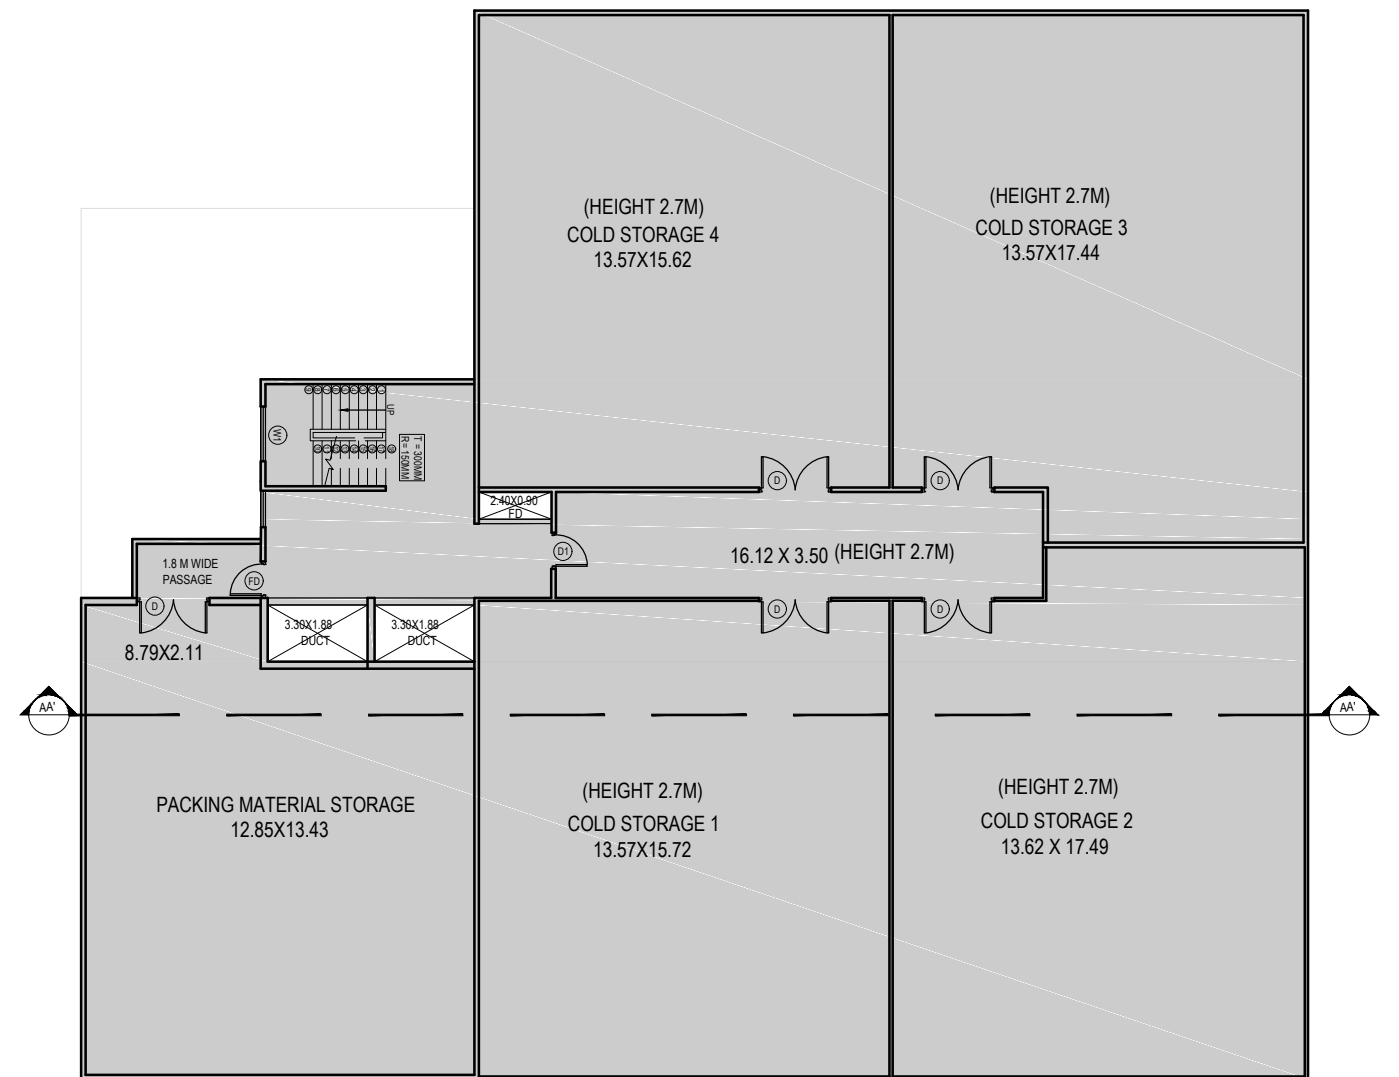 (HEIGHT 2.7M)
COLD STORAGE 4
13.57X15.62
(HEIGHT 2.7M)
COLD STORAGE 3
13.57X17.44
UP
W1
T = 300MM
R = 150MM
2.40X0.90
FD
D
D
1.8 M WIDE
PASSAGE
FD
D1
16.12 X 3.50 (HEIGHT 2.7M)
D
D
D
3.30X1.88
DUCT
3.30X1.88
DUCT
8.79X2.11
AA'
AA'
PACKING MATERIAL STORAGE
12.85X13.43
(HEIGHT 2.7M)
COLD STORAGE 1
13.57X15.72
(HEIGHT 2.7M)
COLD STORAGE 2
13.62 X 17.49